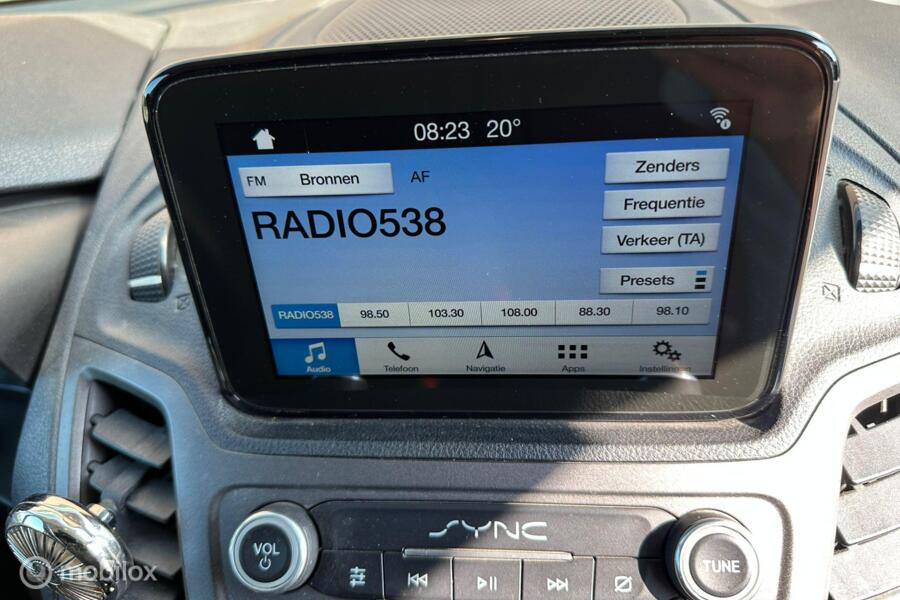 08:23 20°
FM Bronnen AF
Zenders
RADIO538
Frequentie
Verkeer (TA)
Presets
RADIO538 98.50 103.30 108.00 88.30 98.10
Audio Telefoon Navigatie Apps Instellingen
SYNC
VOL
TUNE
mobilox